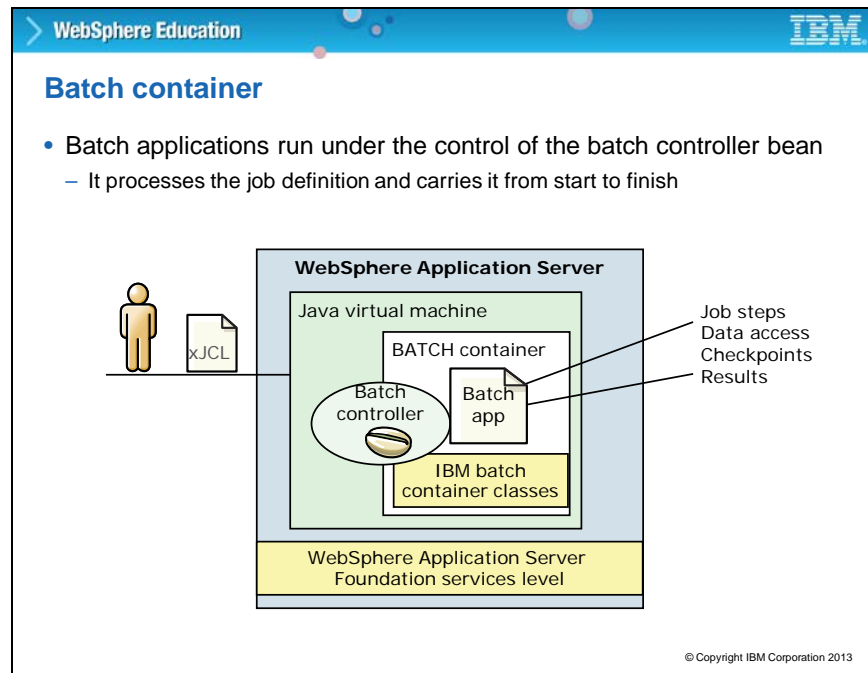 WebSphere Education
IBM
Batch container
• Batch applications run under the control of the batch controller bean
– It processes the job definition and carries it from start to finish
WebSphere Application Server
Java virtual machine
xJCL
BATCH container
Batch
controller
Batch
app
IBM batch
container classes
Job steps
Data access
Checkpoints
Results
WebSphere Application Server
Foundation services level
© Copyright IBM Corporation 2013